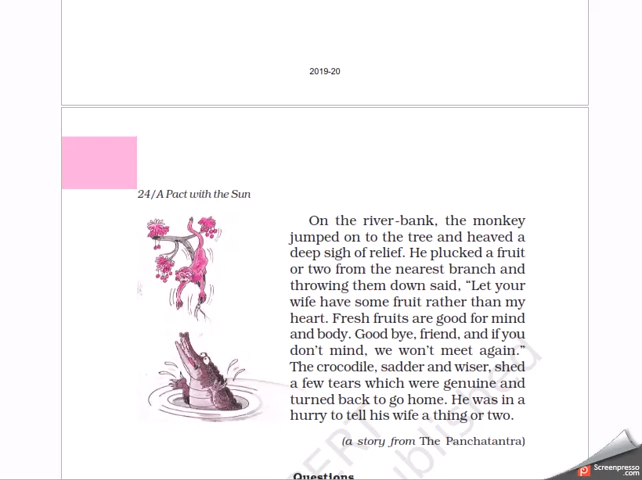 2019-20
24/A Pact with the Sun
On the river-bank, the monkey
jumped on to the tree and heaved a
deep sigh of relief. He plucked a fruit
or two from the nearest branch and
throwing them down said, “Let your
wife have some fruit rather than my
heart. Fresh fruits are good for mind
and body. Good bye, friend, and if you
don’t mind, we won’t meet again.”
The crocodile, sadder and wiser, shed
a few tears which were genuine and
turned back to go home. He was in a
hurry to tell his wife a thing or two.
(a story from The Panchatantra)
Questions
Screenpresso